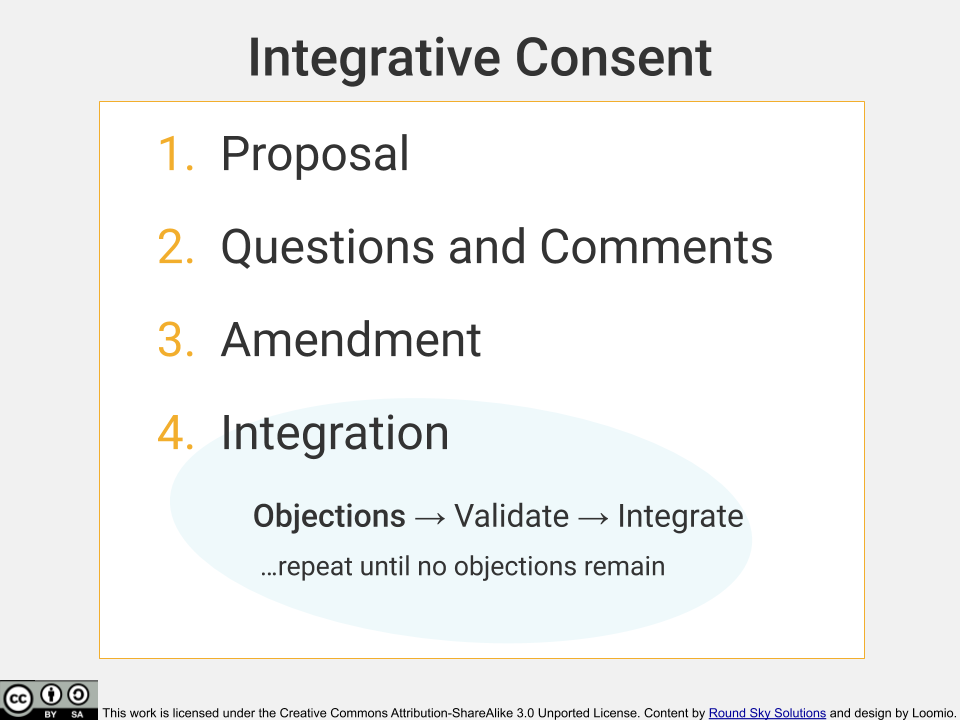 Integrative Consent
1. Proposal
2. Questions and Comments
3. Amendment
4. Integration
Objections → Validate → Integrate
...repeat until no objections remain
cc BY SA
This work is licensed under the Creative Commons Attribution-ShareAlike 3.0 Unported License. Content by Round Sky Solutions and design by Loomio.